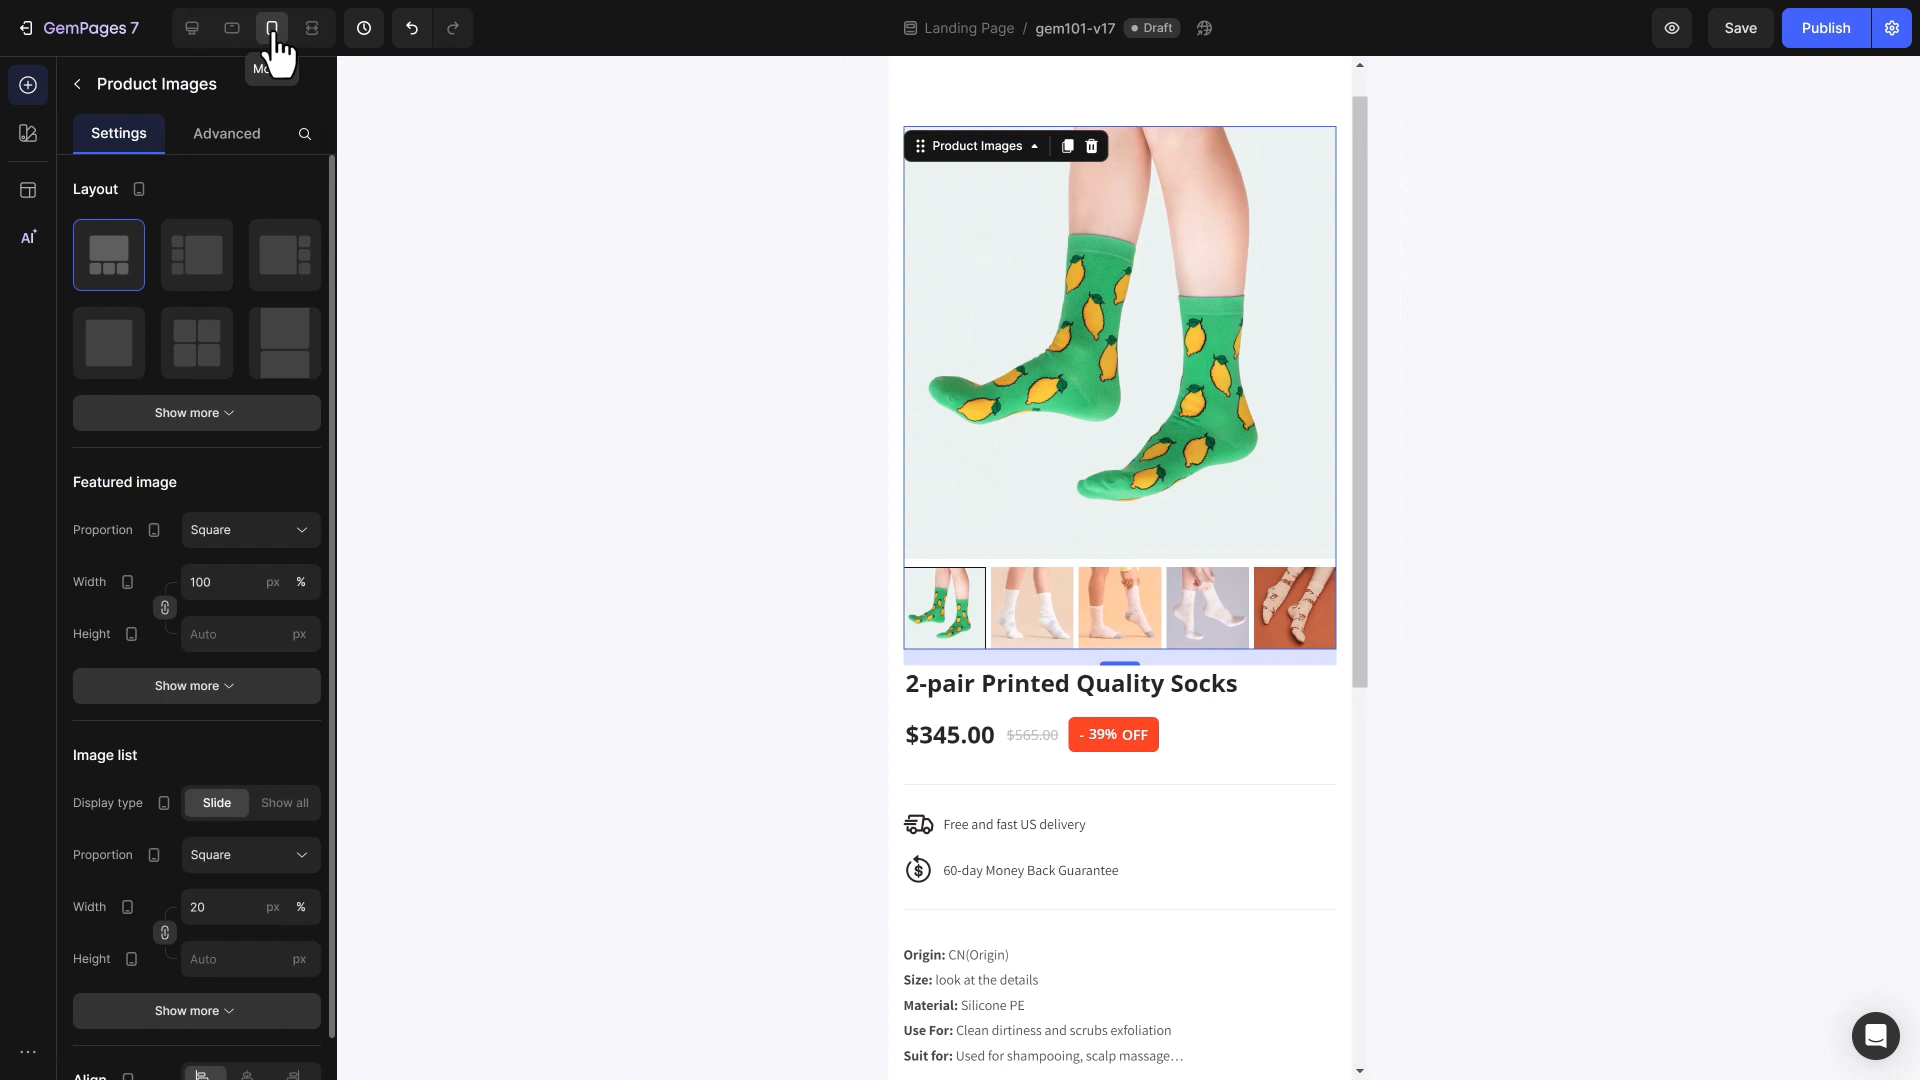 GemPages 7
Landing Page / gem101-v17 Draft
Save
Publish
Product Images
Settings
Advanced
Layout
Show more
Featured image
Proportion
Square
Width
100
px
%
Height
Auto
px
Show more
Image list
Display type
Slide
Show all
Proportion
Square
Width
20
px
%
Height
Auto
px
Show more
Align
AI
Product Images
2-pair Printed Quality Socks
$345.00 $565.00 - 39% OFF
Free and fast US delivery
60-day Money Back Guarantee
Origin: CN(Origin)
Size: look at the details
Material: Silicone PE
Use For: Clean dirtiness and scrubs exfoliation
Suit for: Used for shampooing, scalp massage...